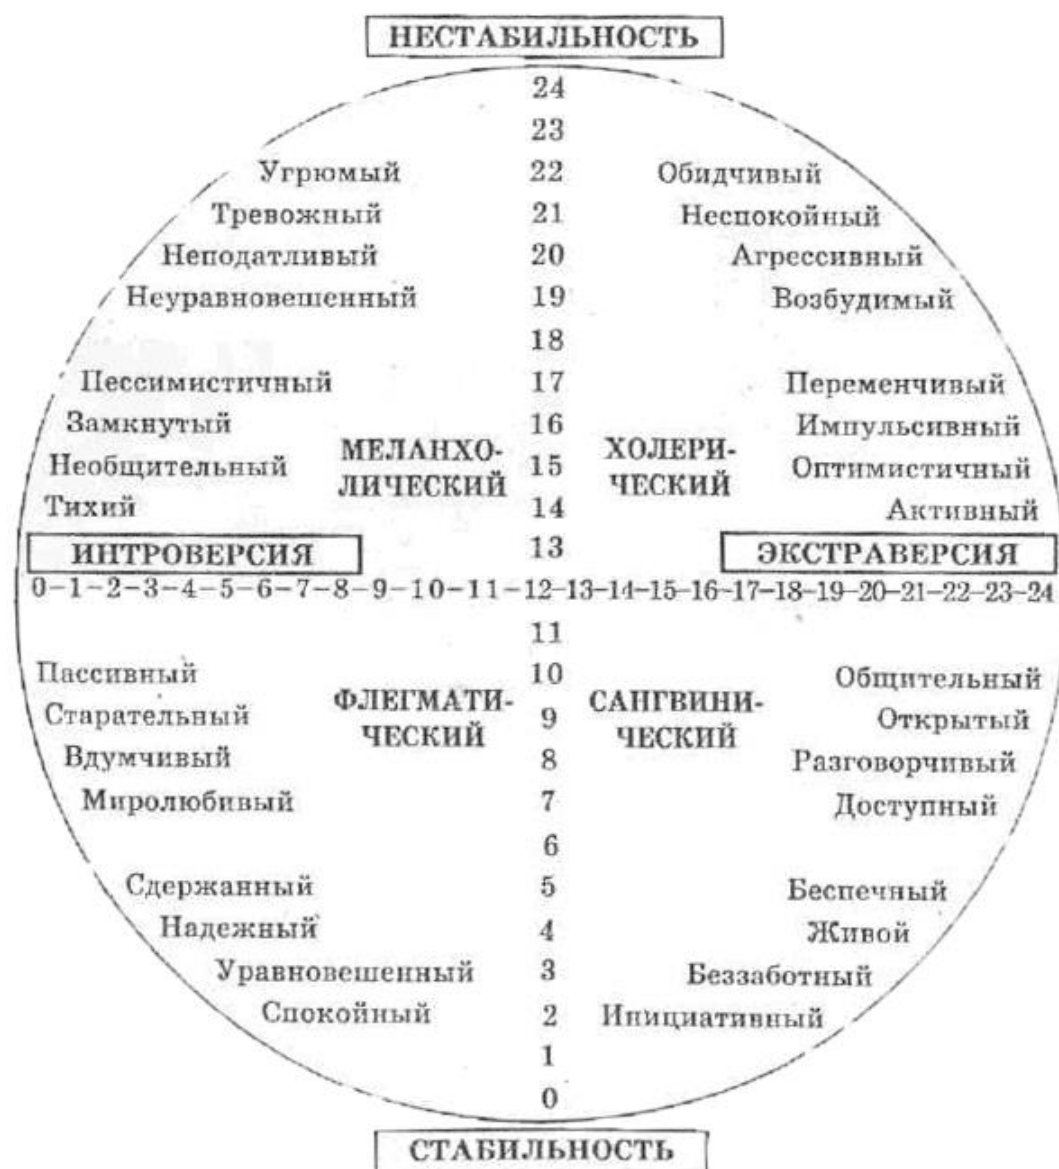 НЕСТАБИЛЬНОСТЬ
24
23
Угрюмый 22 Обидчивый
Тревожный 21 Неспокойный
Неподатливый 20 Агрессивный
Неуравновешенный 19 Возбудимый
18
Пессимистичный 17 Переменчивый
Замкнутый 16 Импульсивный
МЕЛАНХО- ХОЛЕРИ-
Необщительный 15 Оптимистичный
ЛИЧЕСКИЙ ЧЕСКИЙ
Тихий 14 Активный
ИНТРОВЕРСИЯ 13 ЭКСТРАВЕРСИЯ
0-1-2-3-4-5-6-7-8-9-10-11-12-13-14-15-16-17-18-19-20-21-22-23-24
11
Пассивный 10 Общительный
ФЛЕГМАТИ- САНГВИНИ-
Старательный 9 Открытый
ЧЕСКИЙ ЧЕСКИЙ
Вдумчивый 8 Разговорчивый
Миролюбивый 7 Доступный
6
Сдержанный 5 Беспечный
Надежный 4 Живой
Уравновешенный 3 Беззаботный
Спокойный 2 Инициативный
1
0
СТАБИЛЬНОСТЬ